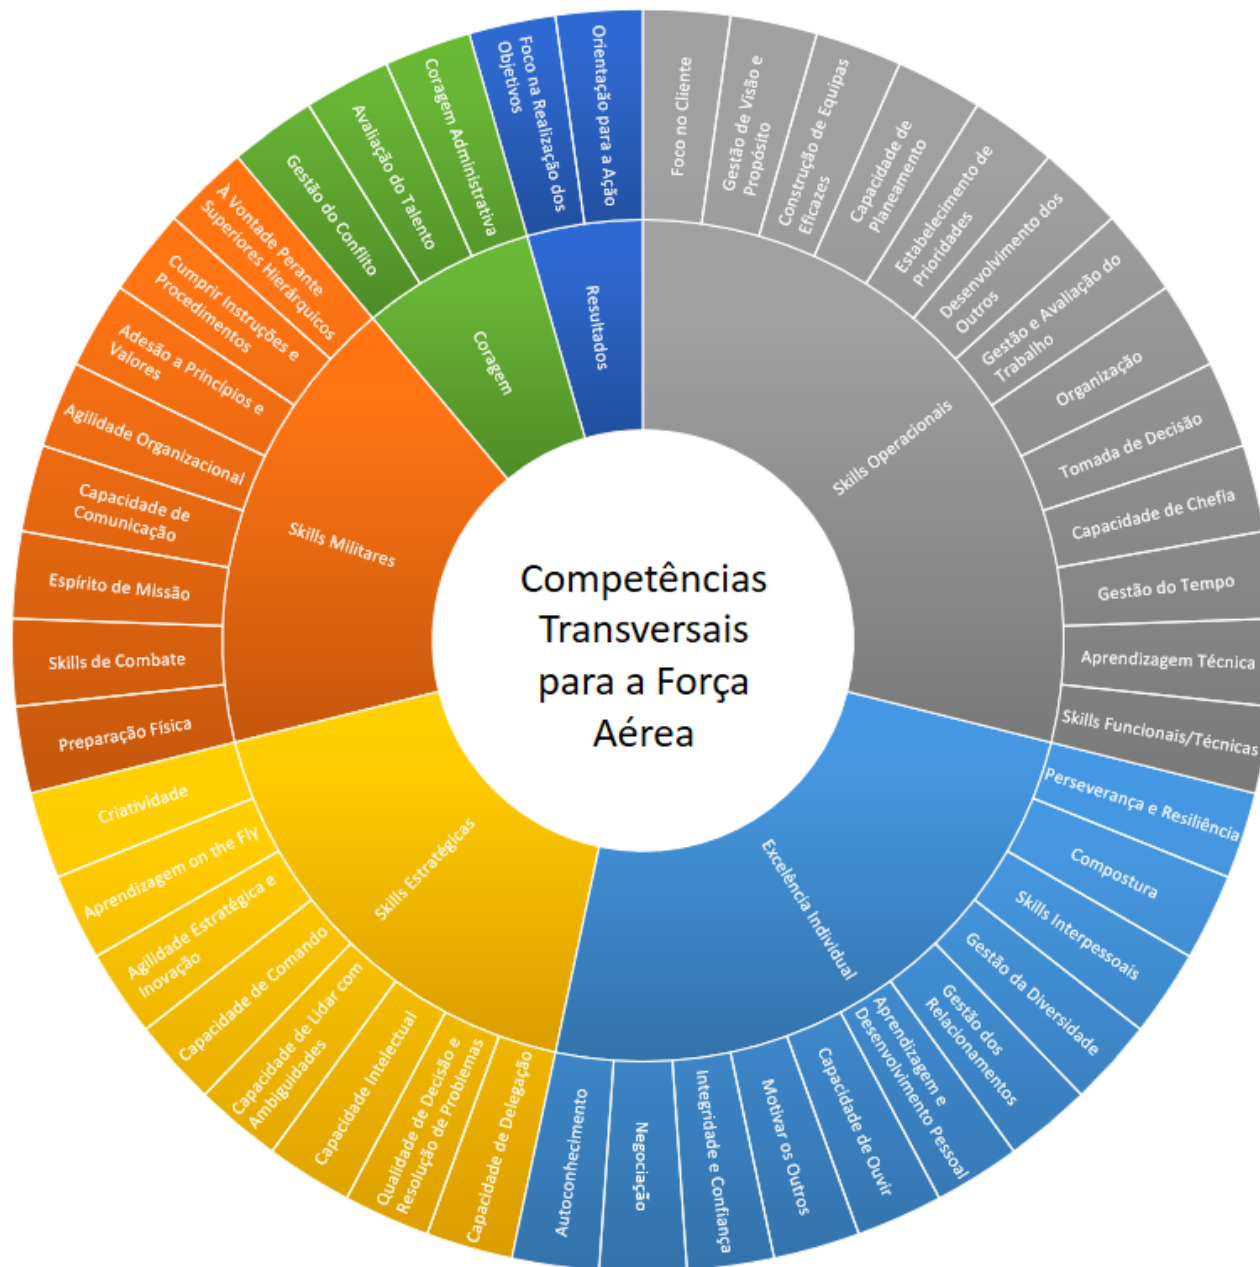 Competências
Transversais
para a Força
Aérea
Skills Operacionais
Foco no Cliente
Gestão de Visão e
Propósito
Construção de Equipas
Eficazes
Capacidade de
Planeamento
Estabelecimento de
Prioridades
Desenvolvimento dos
Outros
Gestão e Avaliação do
Trabalho
Organização
Tomada de Decisão
Capacidade de Chefia
Gestão do Tempo
Aprendizagem Técnica
Skills Funcionais/Técnicas
Excelência Individual
Perseverança e Resiliência
Compostura
Skills Interpessoais
Gestão da Diversidade
Gestão dos
Relacionamentos
Aprendizagem e
Desenvolvimento Pessoal
Capacidade de Ouvir
Motivar os Outros
Integridade e Confiança
Negociação
Autoconhecimento
Skills Estratégicas
Capacidade de Delegação
Qualidade de Decisão e
Resolução de Problemas
Capacidade Intelectual
Capacidade de Lidar com
Ambiguidades
Capacidade de Comando
Agilidade Estratégica e
Inovação
Aprendizagem on the Fly
Criatividade
Skills Militares
Preparação Física
Skills de Combate
Espírito de Missão
Capacidade de
Comunicação
Agilidade Organizacional
Adesão a Princípios e
Valores
Cumprir Instruções e
Procedimentos
À Vontade Perante
Superiores Hierárquicos
Coragem
Gestão do Conflito
Avaliação do Talento
Coragem Administrativa
Resultados
Foco na Realização dos
Objetivos
Orientação para a Ação